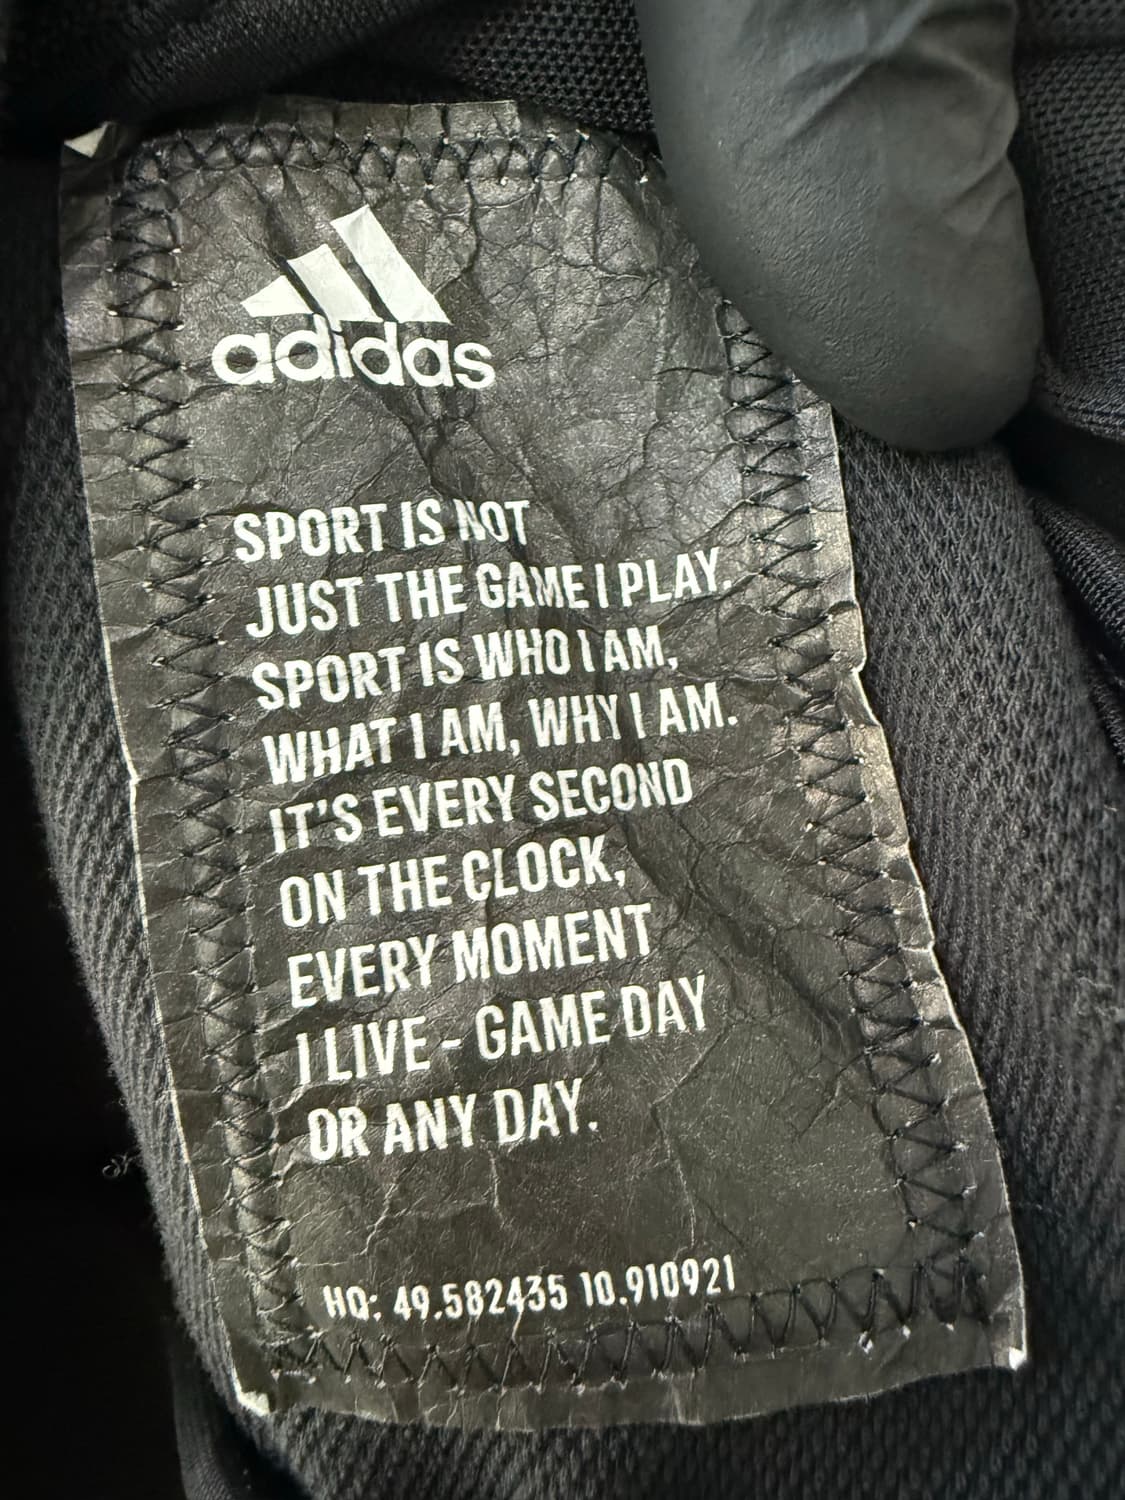 adidas
SPORT IS NOT
JUST THE GAME I PLAY.
SPORT IS WHO I AM,
WHAT I AM, WHY I AM.
IT'S EVERY SECOND
ON THE CLOCK,
EVERY MOMENT
I LIVE - GAME DAY
OR ANY DAY.
HQ: 49.582435 10.910921